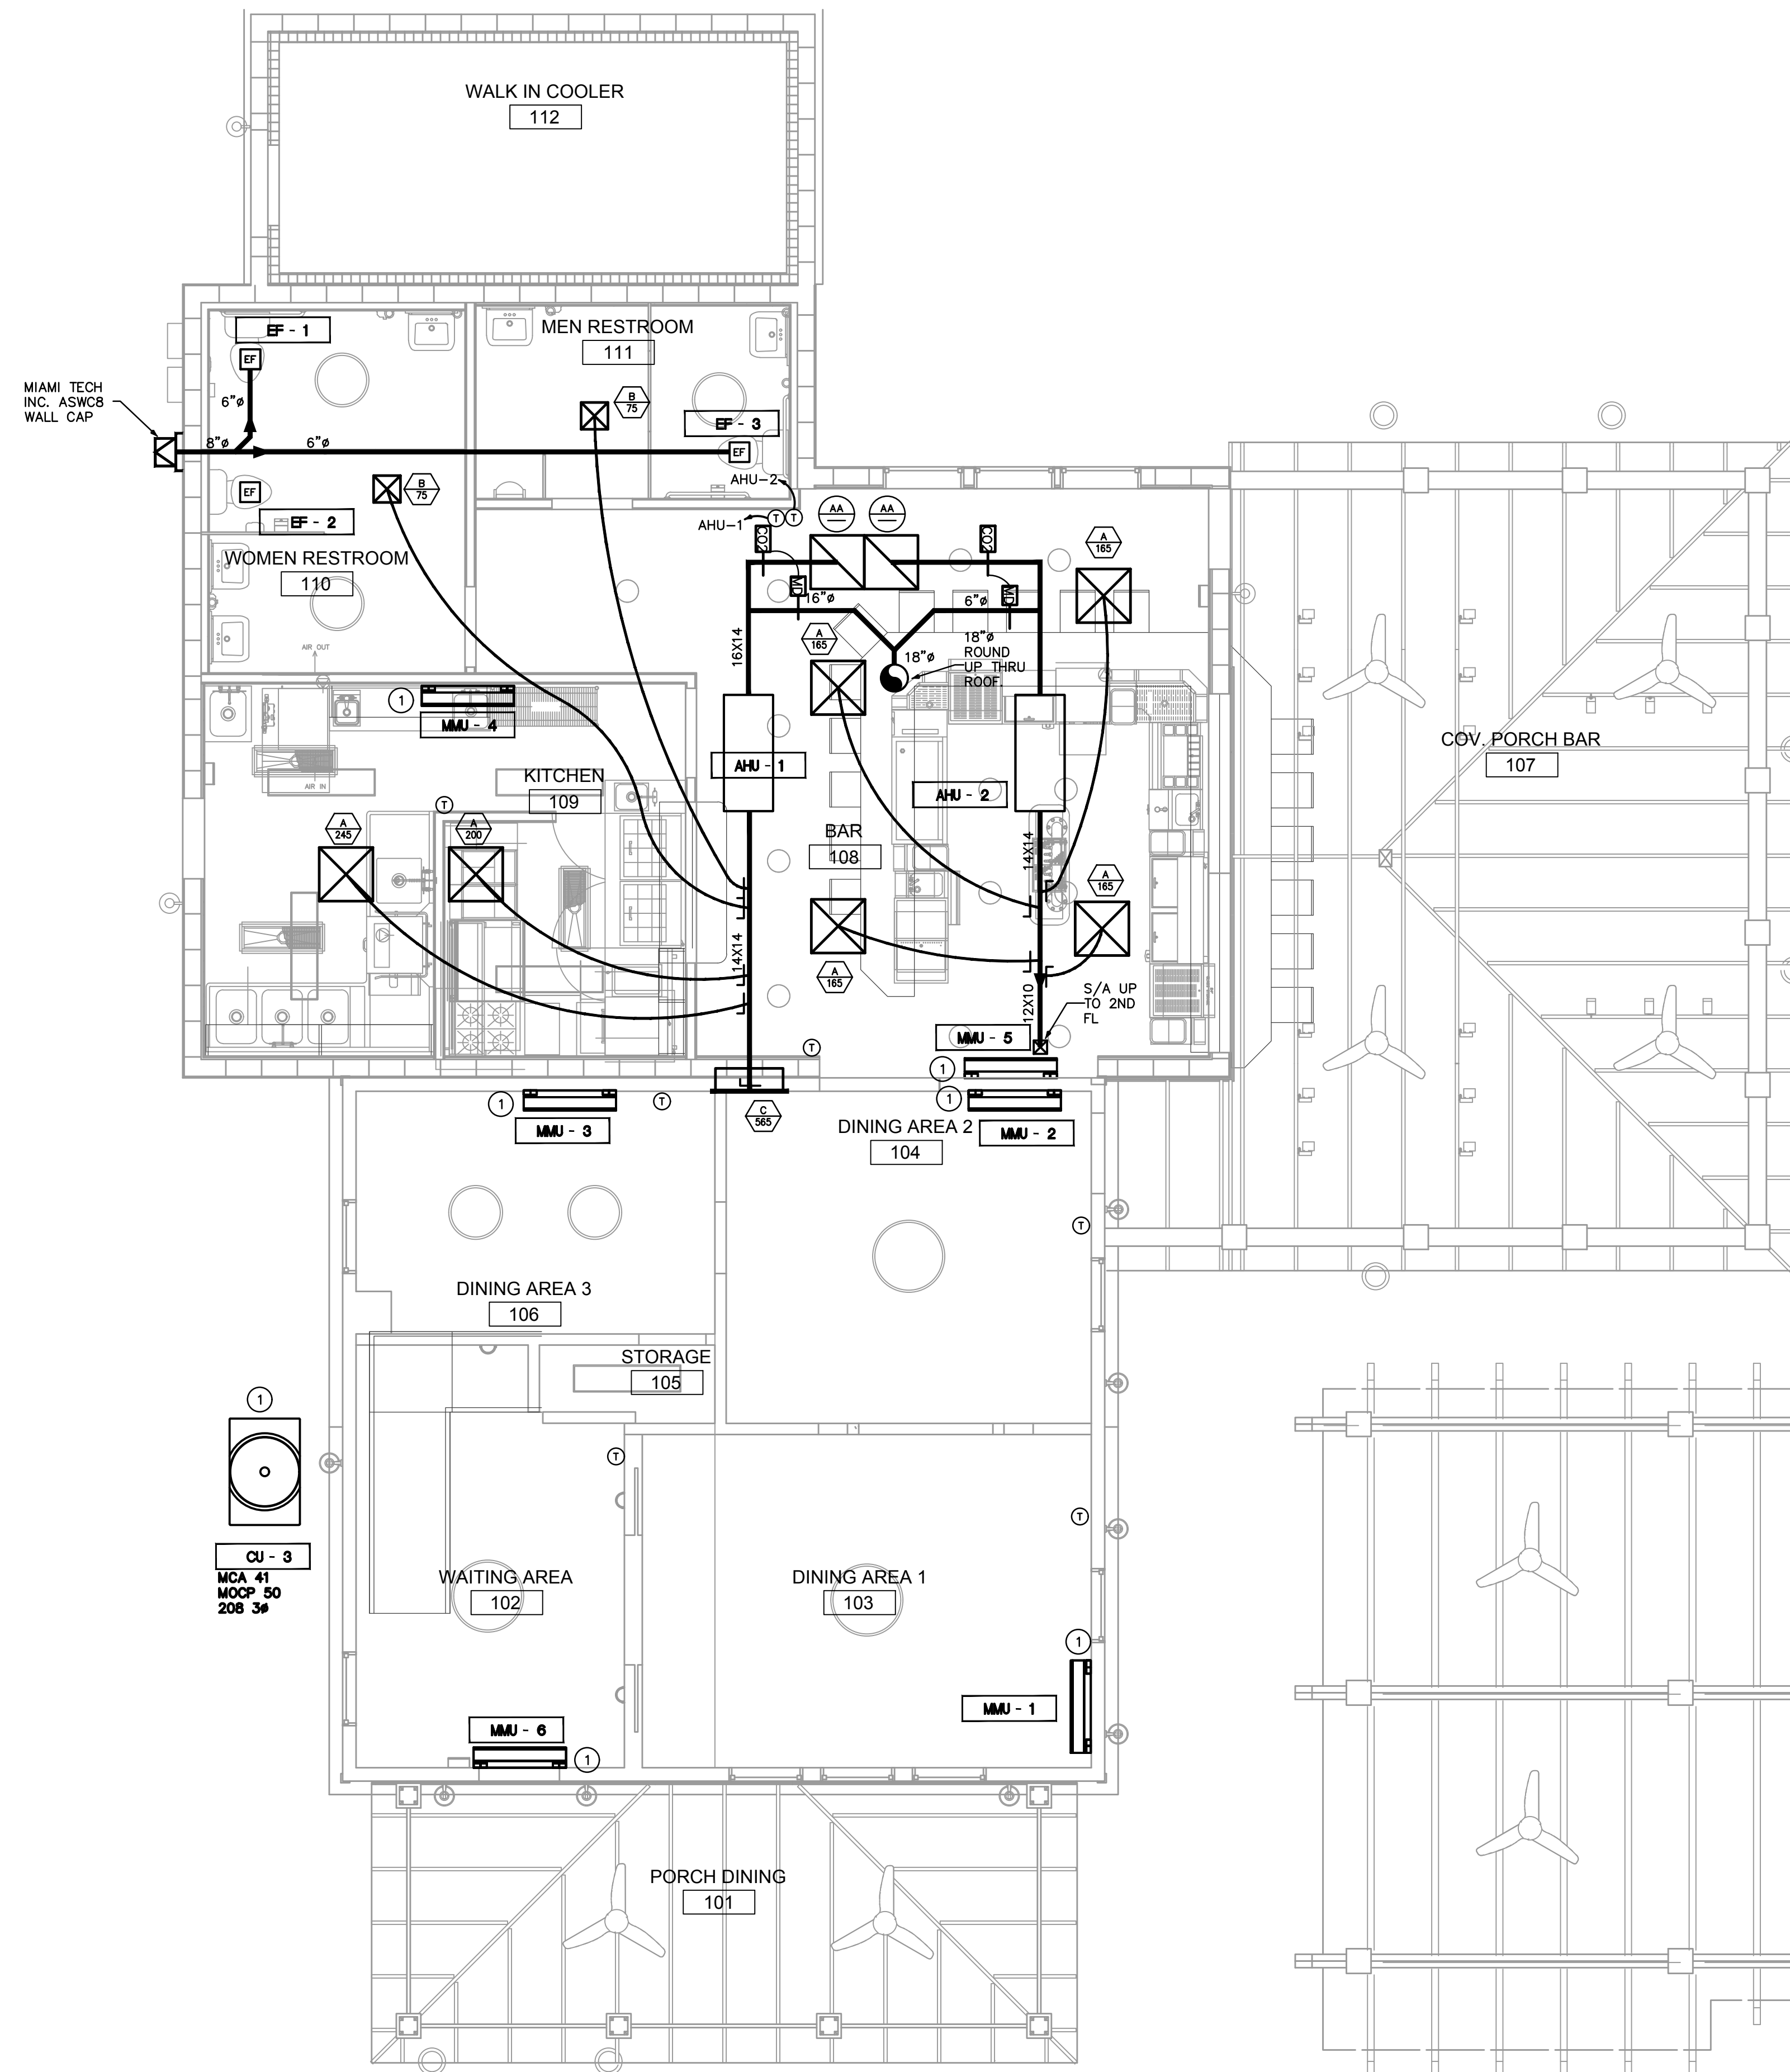 WALK IN COOLER
112
EF - 1
MEN RESTROOM
111
MIAMI TECH
INC. ASWC8
WALL CAP
6"ø
B
75
EF - 3
8"ø
6"ø
EF
EF
EF
AHU-2
B
75
EF - 2
AHU-1
T
T
AA
AA
CO2
CO2
A
165
WOMEN RESTROOM
110
MD
MD
16"ø
6"ø
A
165
16X14
18"ø
ROUND
UP THRU
ROOF.
18"ø
AIR OUT
1
MMU - 4
AHU - 1
COV. PORCH BAR
107
KITCHEN
109
AIR IN
AHU - 2
T
A
245
A
200
BAR
108
14X14
A
165
14X14
A
165
12X10
S/A UP
TO 2ND
FL
MMU - 5
T
1
1
1
T
MMU - 3
C
565
DINING AREA 2
104
MMU - 2
T
DINING AREA 3
106
STORAGE
105
1
T
CU - 3
MCA 41
MOCP 50
208 3ø
T
WAITING AREA
102
DINING AREA 1
103
1
MMU - 1
MMU - 6
1
PORCH DINING
101